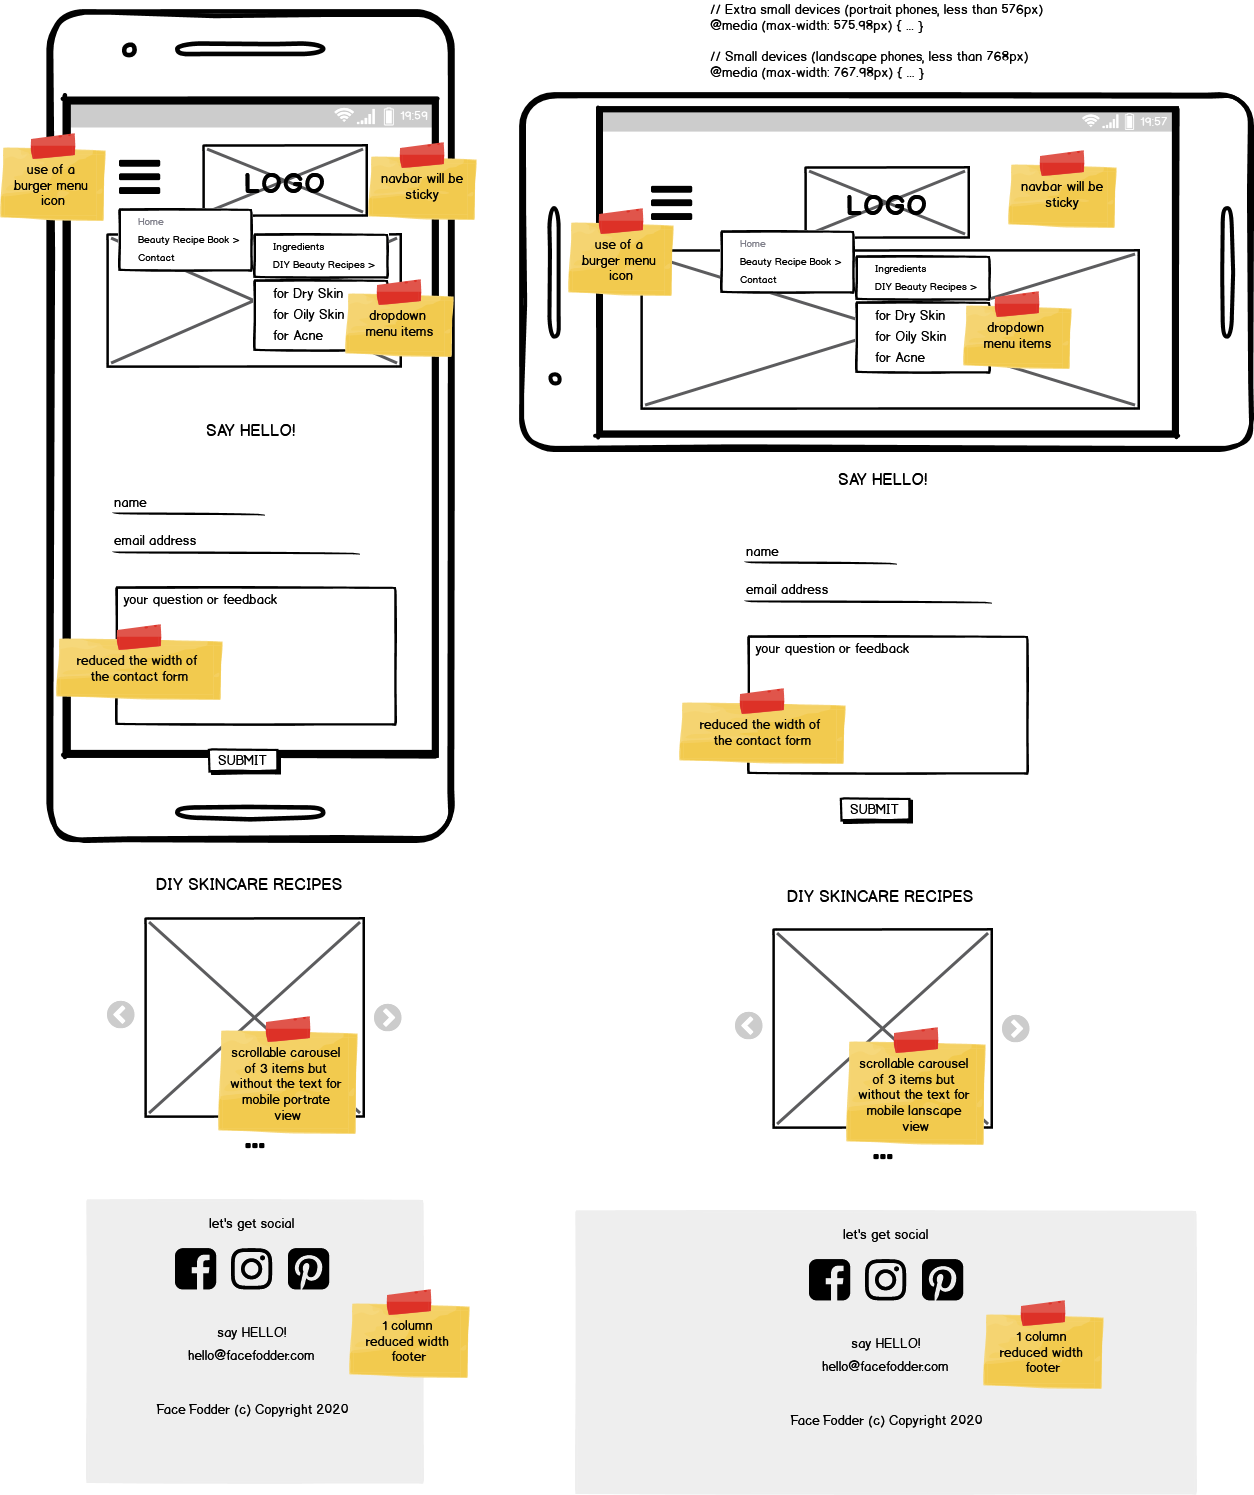 // Extra small devices (portrait phones, less than 576px)
@media (max-width: 575.98px) { ... }
// Small devices (landscape phones, less than 768px)
@media (max-width: 767.98px) { ... }
19:59
use of a
burger menu
icon
LOGO
navbar will be
sticky
Home
Beauty Recipe Book >
Contact
Ingredients
DIY Beauty Recipes >
for Dry Skin
for Oily Skin
for Acne
dropdown
menu items
SAY HELLO!
name
email address
your question or feedback
reduced the width of
the contact form
SUBMIT
DIY SKINCARE RECIPES
scrollable carousel
of 3 items but
without the text for
mobile portrate
view
let's get social
say HELLO!
hello@facefodder.com
1 column
reduced width
footer
Face Fodder (c) Copyright 2020
19:57
use of a
burger menu
icon
LOGO
navbar will be
sticky
Home
Beauty Recipe Book >
Contact
Ingredients
DIY Beauty Recipes >
for Dry Skin
for Oily Skin
for Acne
dropdown
menu items
SAY HELLO!
name
email address
your question or feedback
reduced the width of
the contact form
SUBMIT
DIY SKINCARE RECIPES
scrollable carousel
of 3 items but
without the text for
mobile lanscape
view
let's get social
say HELLO!
hello@facefodder.com
1 column
reduced width
footer
Face Fodder (c) Copyright 2020